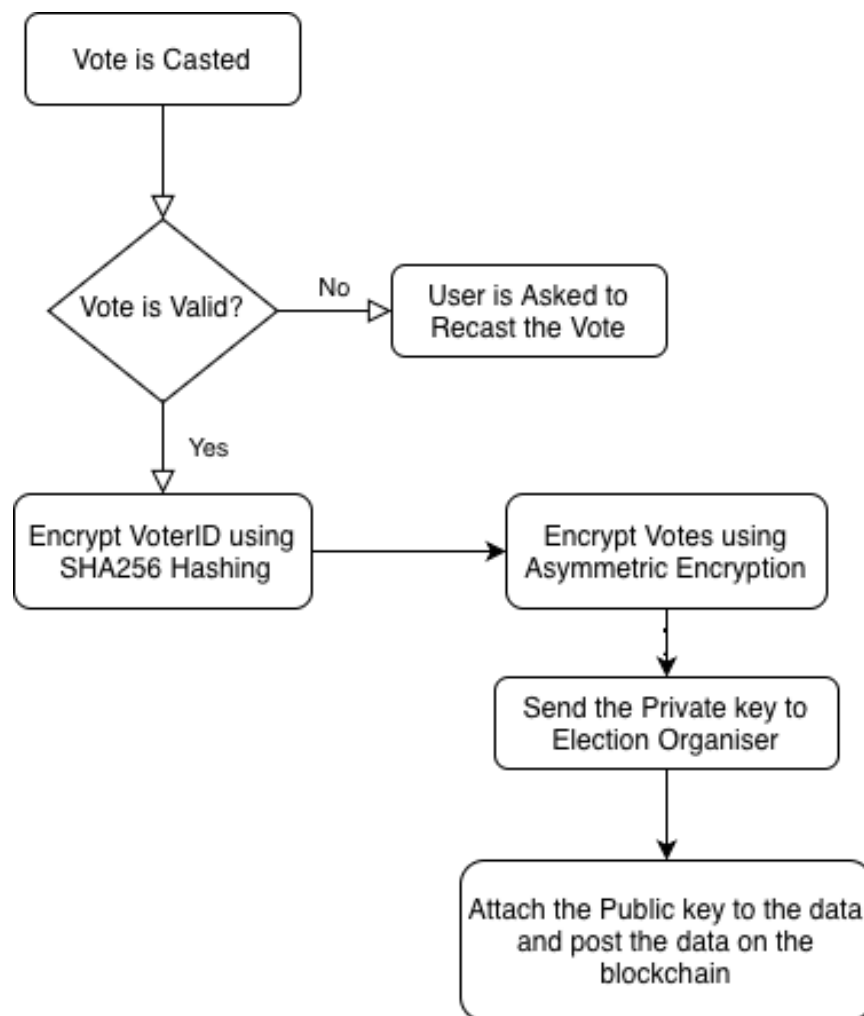 Vote is Casted
Vote is Valid?
No
User is Asked to
Recast the Vote
Yes
Encrypt VoterID using
SHA256 Hashing
Encrypt Votes using
Asymmetric Encryption
Send the Private key to
Election Organiser
Attach the Public key to the data
and post the data on the
blockchain